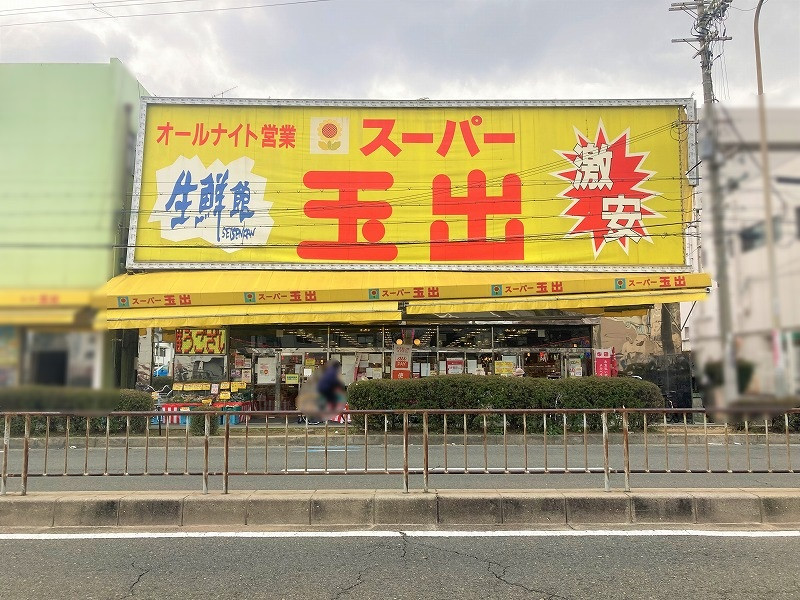 オールナイト営業
スーパー
玉出
生鮮館
SEISENKAN
激安
スーパー玉出
スーパー玉出
スーパー玉出
スーパー玉出
スーパー玉出